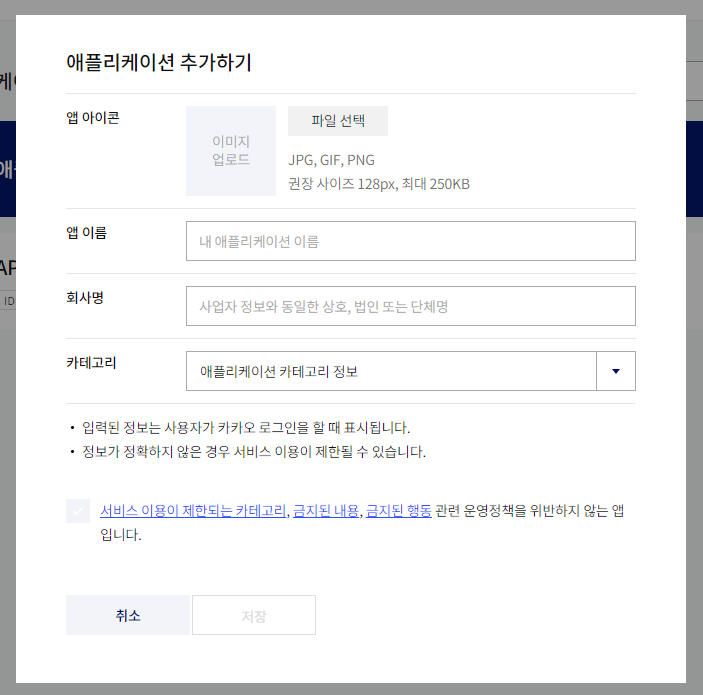 애플리케이션 추가하기
앱 아이콘
이미지
업로드
파일 선택
JPG, GIF, PNG
권장 사이즈 128px, 최대 250KB
앱 이름
내 애플리케이션 이름
회사명
사업자 정보와 동일한 상호, 법인 또는 단체명
카테고리
애플리케이션 카테고리 정보
• 입력된 정보는 사용자가 카카오 로그인을 할 때 표시됩니다.
• 정보가 정확하지 않은 경우 서비스 이용이 제한될 수 있습니다.
서비스 이용이 제한되는 카테고리, 금지된 내용, 금지된 행동 관련 운영정책을 위반하지 않는 앱
입니다.
취소
저장
AP
ID